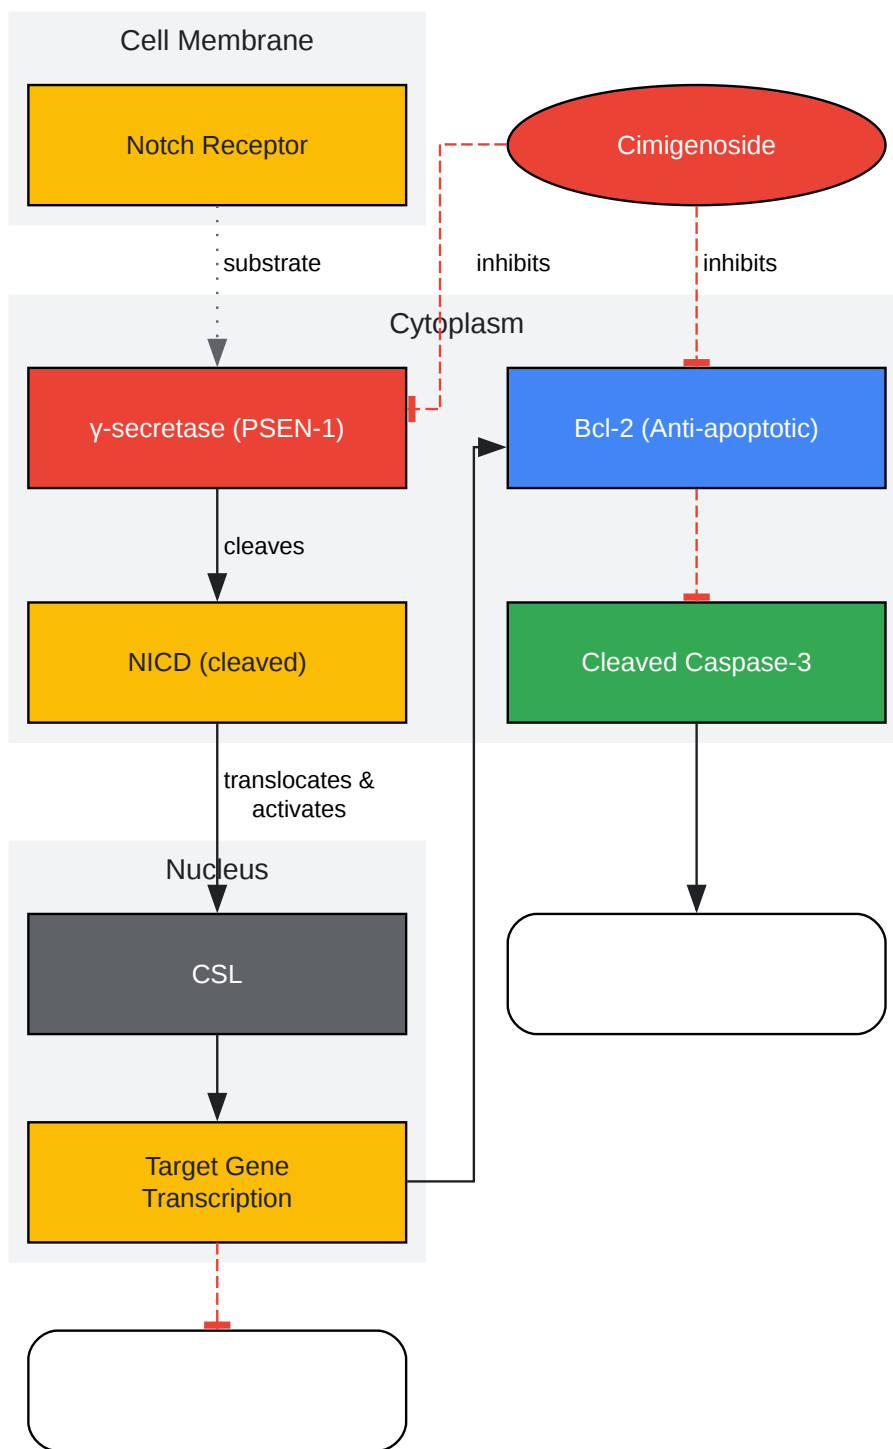 Cell Membrane
Notch Receptor
Cimigenoside
substrate
inhibits
inhibits
Cytoplasm
γ-secretase (PSEN-1)
Bcl-2 (Anti-apoptotic)
cleaves
NICD (cleaved)
Cleaved Caspase-3
translocates &
activates
Nucleus
CSL
Target Gene
Transcription